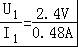 U₁/I₁ = 2.4V/0.48A